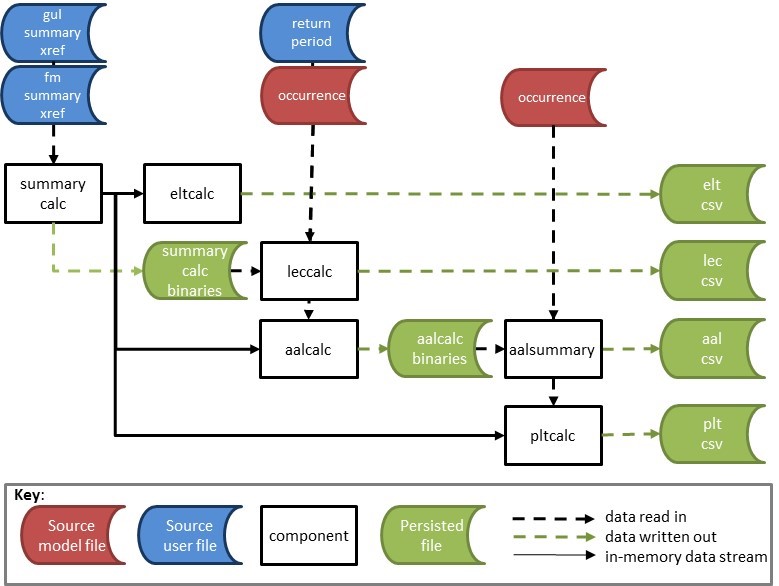 gul
summary
xref
return
period
fm
summary
xref
occurrence
occurrence
summary
calc
eltcalc
elt
csv
summary
calc
binaries
leccalc
lec
csv
aalcalc
aalcalc
binaries
aalsummary
aal
csv
pltcalc
plt
csv
Key:
Source
model file
Source
user file
component
Persisted
file
data read in
data written out
in-memory data stream